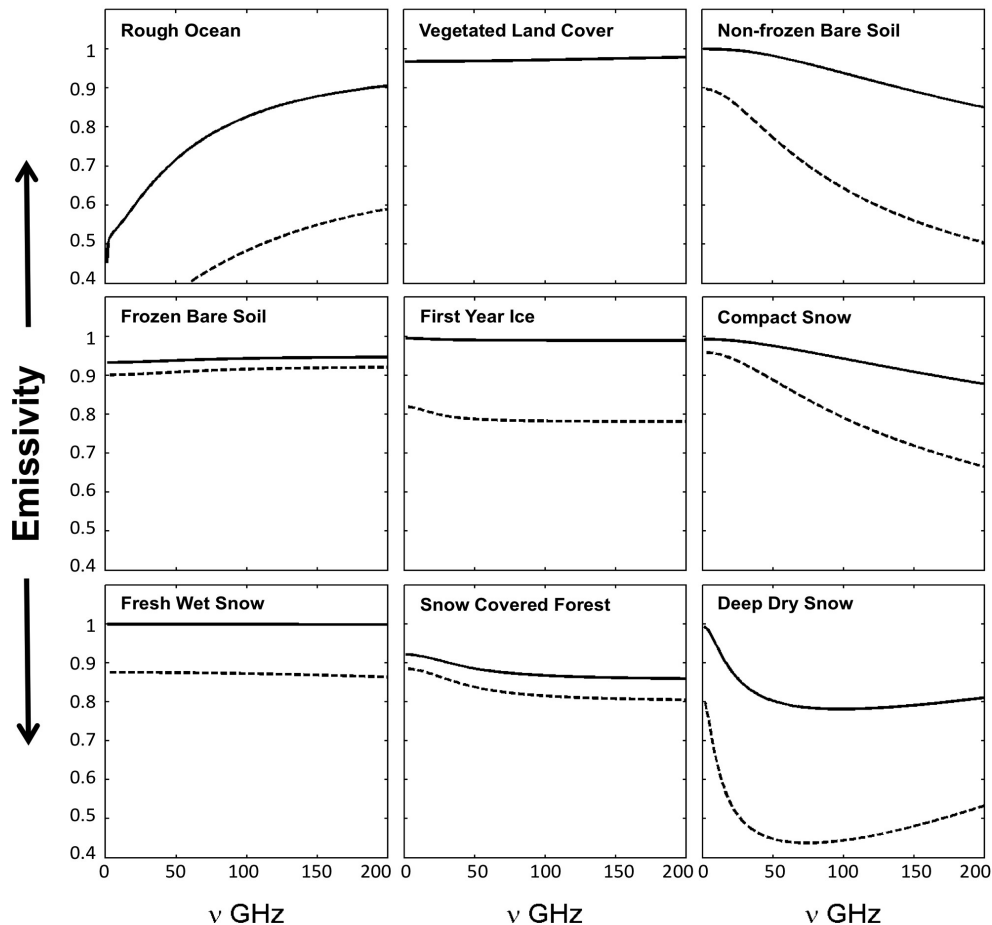 Emissivity
Rough Ocean
Vegetated Land Cover
Non-frozen Bare Soil
1
0.9
0.8
0.7
0.6
0.5
0.4
Frozen Bare Soil
First Year Ice
Compact Snow
1
0.9
0.8
0.7
0.6
0.5
0.4
Fresh Wet Snow
Snow Covered Forest
Deep Dry Snow
1
0.9
0.8
0.7
0.6
0.5
0.4
0 50 100 150 200
0 50 100 150 200
0 50 100 150 200
ν GHz
ν GHz
ν GHz